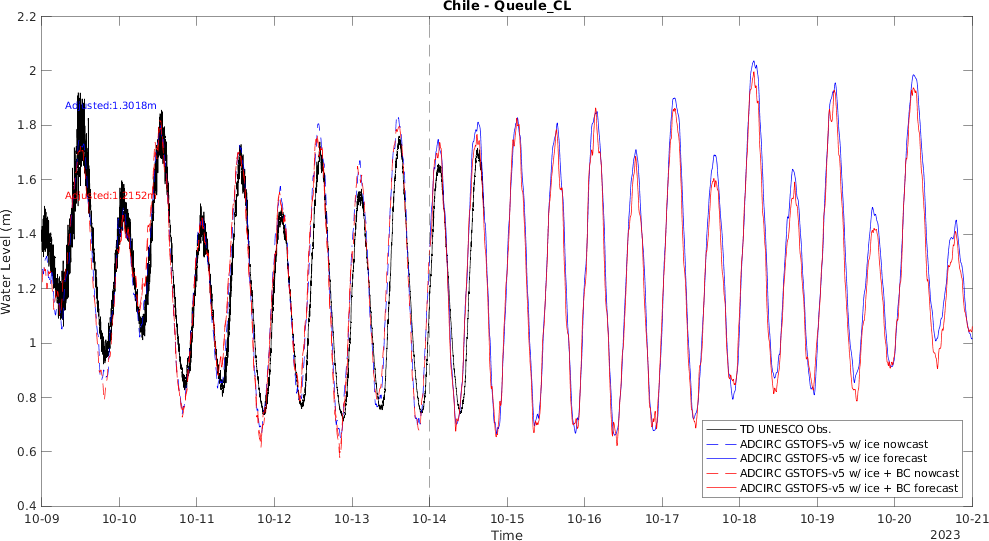 Chile - Queule_CL
2.2
2
1.8
1.6
1.4
1.2
1
0.8
0.6
0.4
Water Level (m)
Adjusted:1.3018m
Adjusted:1.2152m
TD UNESCO Obs.
ADCIRC GSTOFS-v5 w/ ice nowcast
ADCIRC GSTOFS-v5 w/ ice forecast
ADCIRC GSTOFS-v5 w/ ice + BC nowcast
ADCIRC GSTOFS-v5 w/ ice + BC forecast
10-09 10-10 10-11 10-12 10-13 10-14 10-15 10-16 10-17 10-18 10-19 10-20 10-21
Time
2023